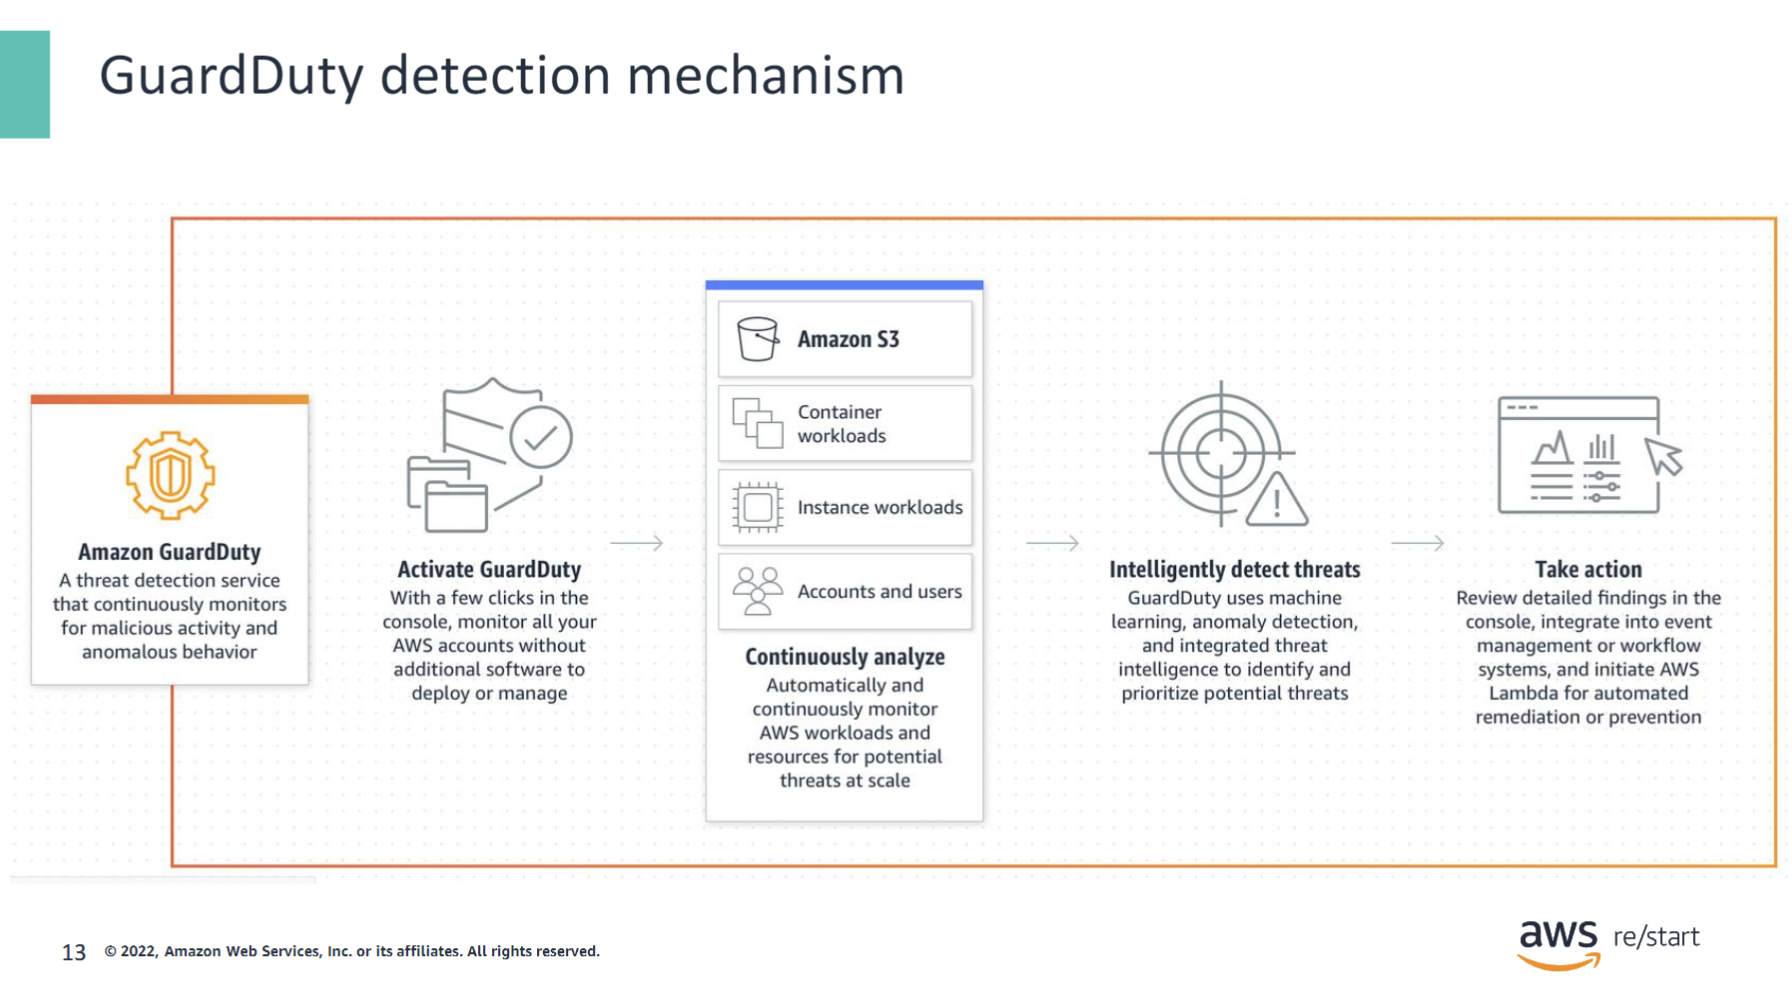 GuardDuty detection mechanism
Amazon GuardDuty
A threat detection service
that continuously monitors
for malicious activity and
anomalous behavior
Activate GuardDuty
With a few clicks in the
console, monitor all your
AWS accounts without
additional software to
deploy or manage
Amazon S3
Container
workloads
Instance workloads
Accounts and users
Continuously analyze
Automatically and
continuously monitor
AWS workloads and
resources for potential
threats at scale
Intelligently detect threats
GuardDuty uses machine
learning, anomaly detection,
and integrated threat
intelligence to identify and
prioritize potential threats
Take action
Review detailed findings in the
console, integrate into event
management or workflow
systems, and initiate AWS
Lambda for automated
remediation or prevention
13 © 2022, Amazon Web Services, Inc. or its affiliates. All rights reserved.
aws re/start